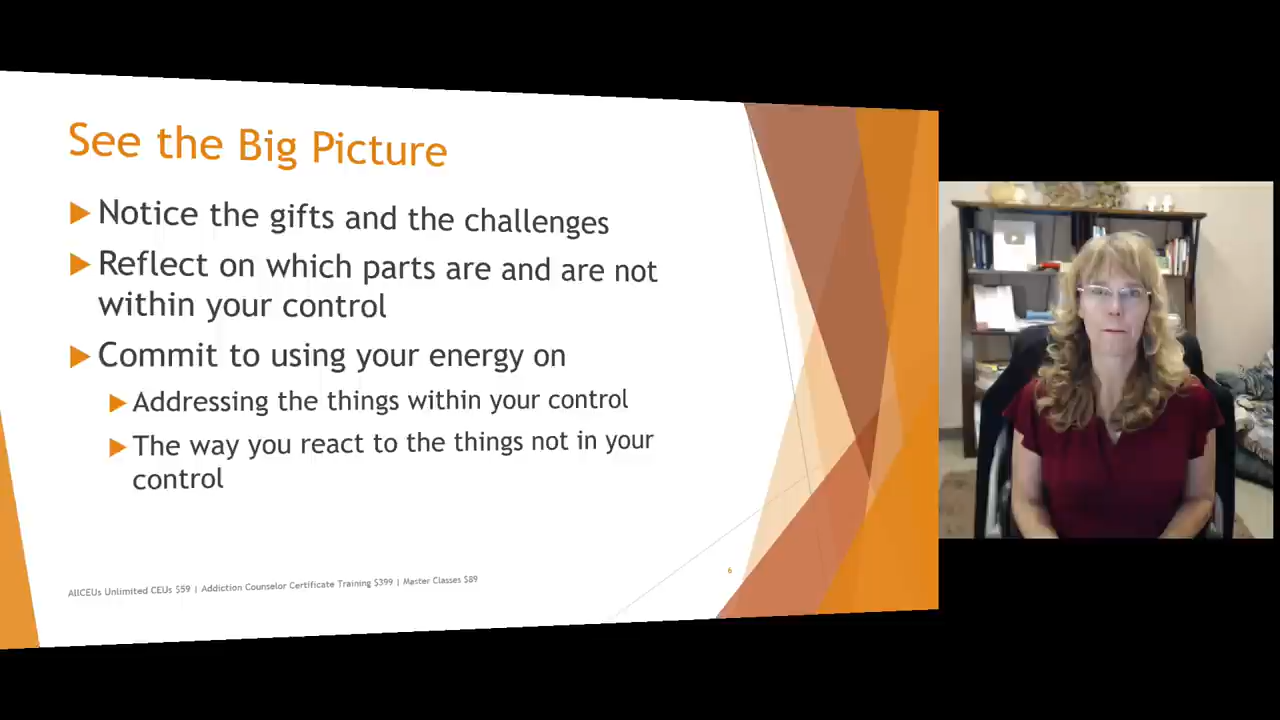 See the Big Picture
Notice the gifts and the challenges
Reflect on which parts are and are not
within your control
Commit to using your energy on
Addressing the things within your control
The way you react to the things not in your
control
AllCEUs Unlimited CEUs $59 | Addiction Counselor Certificate Training $399 | Master Classes $89
6